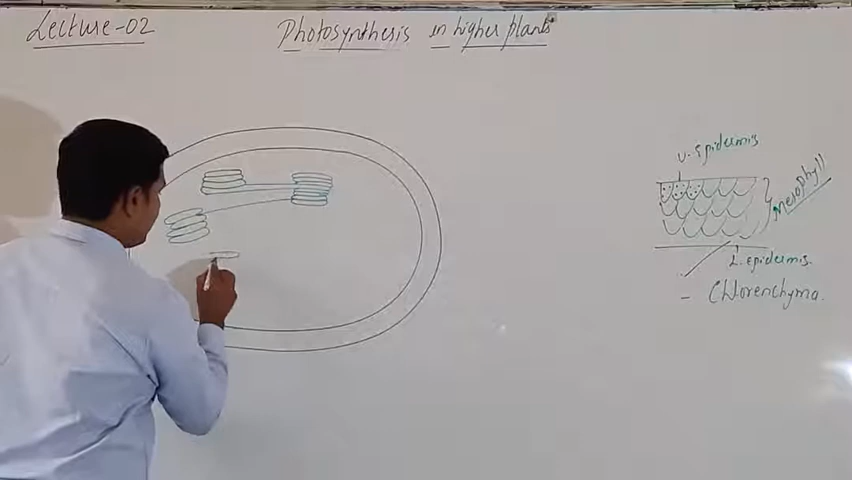 Lecture-02
Photosynthesis in higher plants
U. Epidermis
Mesophyll
L. epidermis.
- Chlorenchyma.